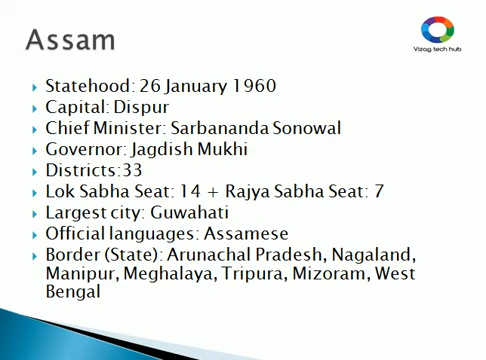 Assam
Vizag tech hub
Statehood: 26 January 1960
Capital: Dispur
Chief Minister: Sarbananda Sonowal
Governor: Jagdish Mukhi
Districts:33
Lok Sabha Seat: 14 + Rajya Sabha Seat: 7
Largest city: Guwahati
Official languages: Assamese
Border (State): Arunachal Pradesh, Nagaland,
Manipur, Meghalaya, Tripura, Mizoram, West
Bengal